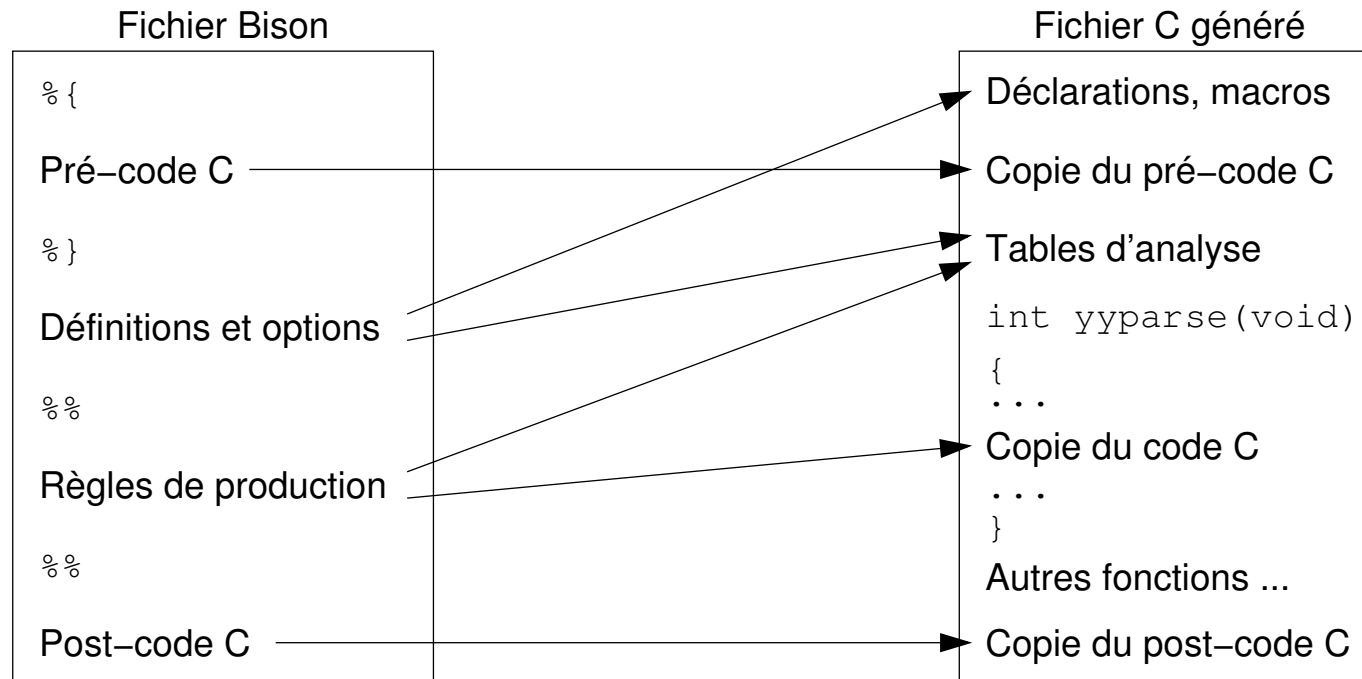 Fichier Bison
%{
Pré−code C
%}
Définitions et options
%%
Règles de production
%%
Post−code C
Fichier C généré
Déclarations, macros
Copie du pré−code C
Tables d'analyse
int yyparse(void)
{
...
Copie du code C
...
}
Autres fonctions ...
Copie du post−code C